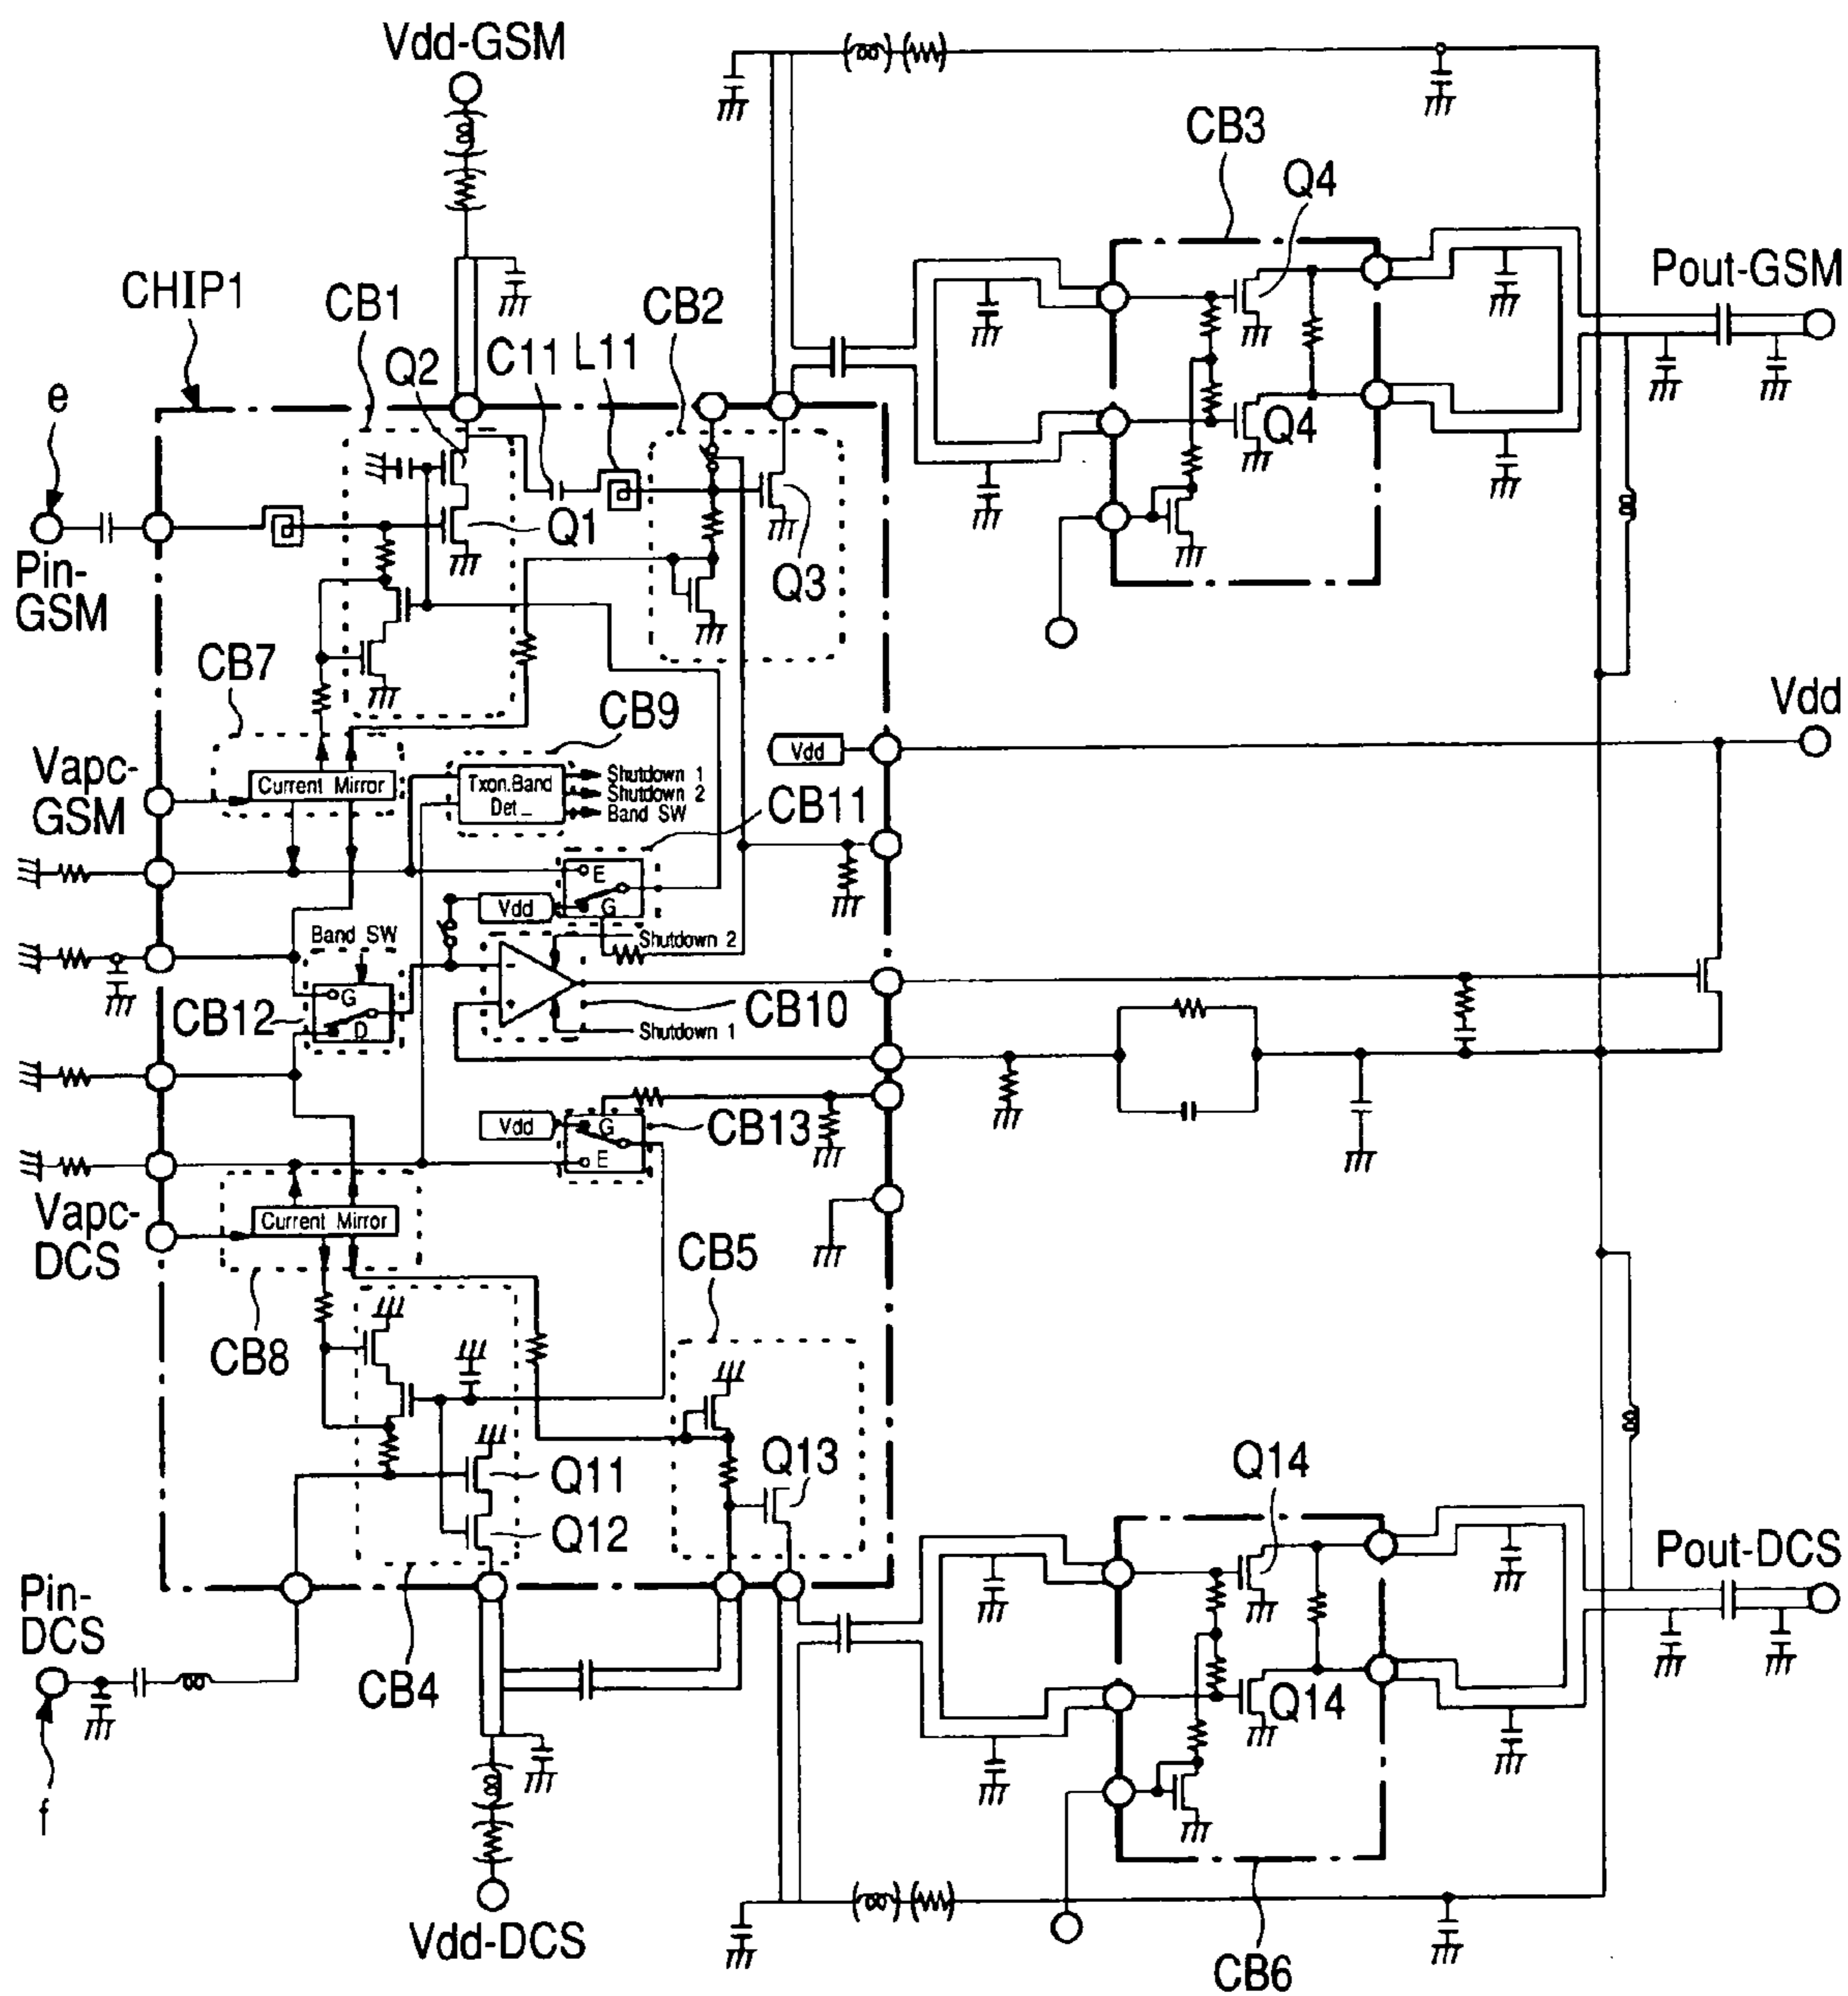 Vdd-GSM
CB3
Q4
CHIP1
CB1
CB2
Pout-GSM
Q2
C11
L11
e
Q4
Q1
Pin-
GSM
Q3
CB7
CB9
Vdd
Vapc-
GSM
Current Mirror
Txon.Band
Det_
Shutdown 1
Shutdown 2
Band SW
Vdd
CB11
E
Vdd
G
Band SW
Shutdown 2
G
CB12
D
CB10
Shutdown 1
Vdd
G
CB13
E
Vapc-
DCS
Current Mirror
CB5
CB8
Q13
Q14
Q11
Q12
Pout-DCS
Pin-
DCS
CB4
Q14
f
Vdd-DCS
CB6